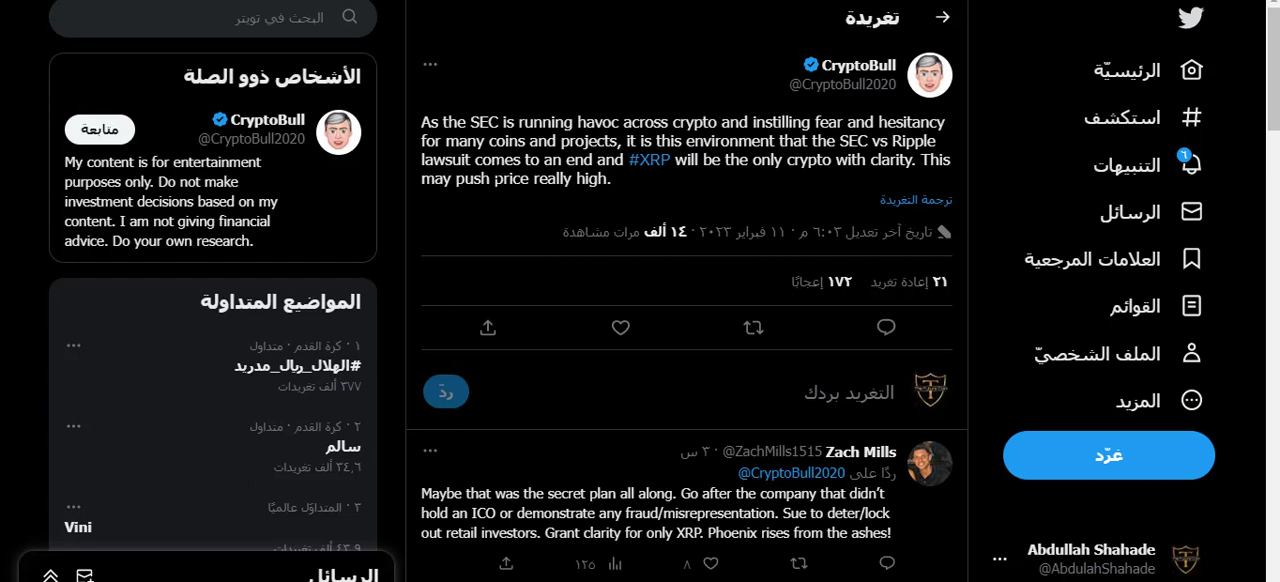 تغريدة
CryptoBull
@CryptoBull2020
As the SEC is running havoc across crypto and instilling fear and hesitancy
for many coins and projects, it is this environment that the SEC vs Ripple
lawsuit comes to an end and #XRP will be the only crypto with clarity. This
may push price really high.
ترجمة التغريدة
تاريخ آخر تعديل ٦:٠٣ م · ١١ فبراير ٢٠٢٣ · ١٤ ألف مرات مشاهدة
٢١ إعادة تغريد ١٧٢ إعجابًا
التغريد بردك
ردّ
Zach Mills @ZachMills1515 · ٣ س
ردًا على @CryptoBull2020
Maybe that was the secret plan all along. Go after the company that didn’t
hold an ICO or demonstrate any fraud/misrepresentation. Sue to deter/lock
out retail investors. Grant clarity for only XRP. Phoenix rises from the ashes!
٨
١٢٥
الرئيسيّة
استكشف
٦
التنبيهات
الرسائل
العلامات المرجعية
القوائم
الملف الشخصيّ
المزيد
غرّد
Abdullah Shahade
@AbdulahShahade
البحث في تويتر
الأشخاص ذوو الصلة
CryptoBull
@CryptoBull2020
متابعة
My content is for entertainment
purposes only. Do not make
investment decisions based on my
content. I am not giving financial
advice. Do your own research.
المواضيع المتداولة
١ · كرة القدم · متداول
#الهلال_ريال_مدريد
٣٧٧ ألف تغريدات
٢ · كرة القدم · متداول
سالم
٣٤,٦ ألف تغريدات
٣ · المتداوَل عالميًا
Vini
٤٣,٩ ألف تغريدات
الرسائل